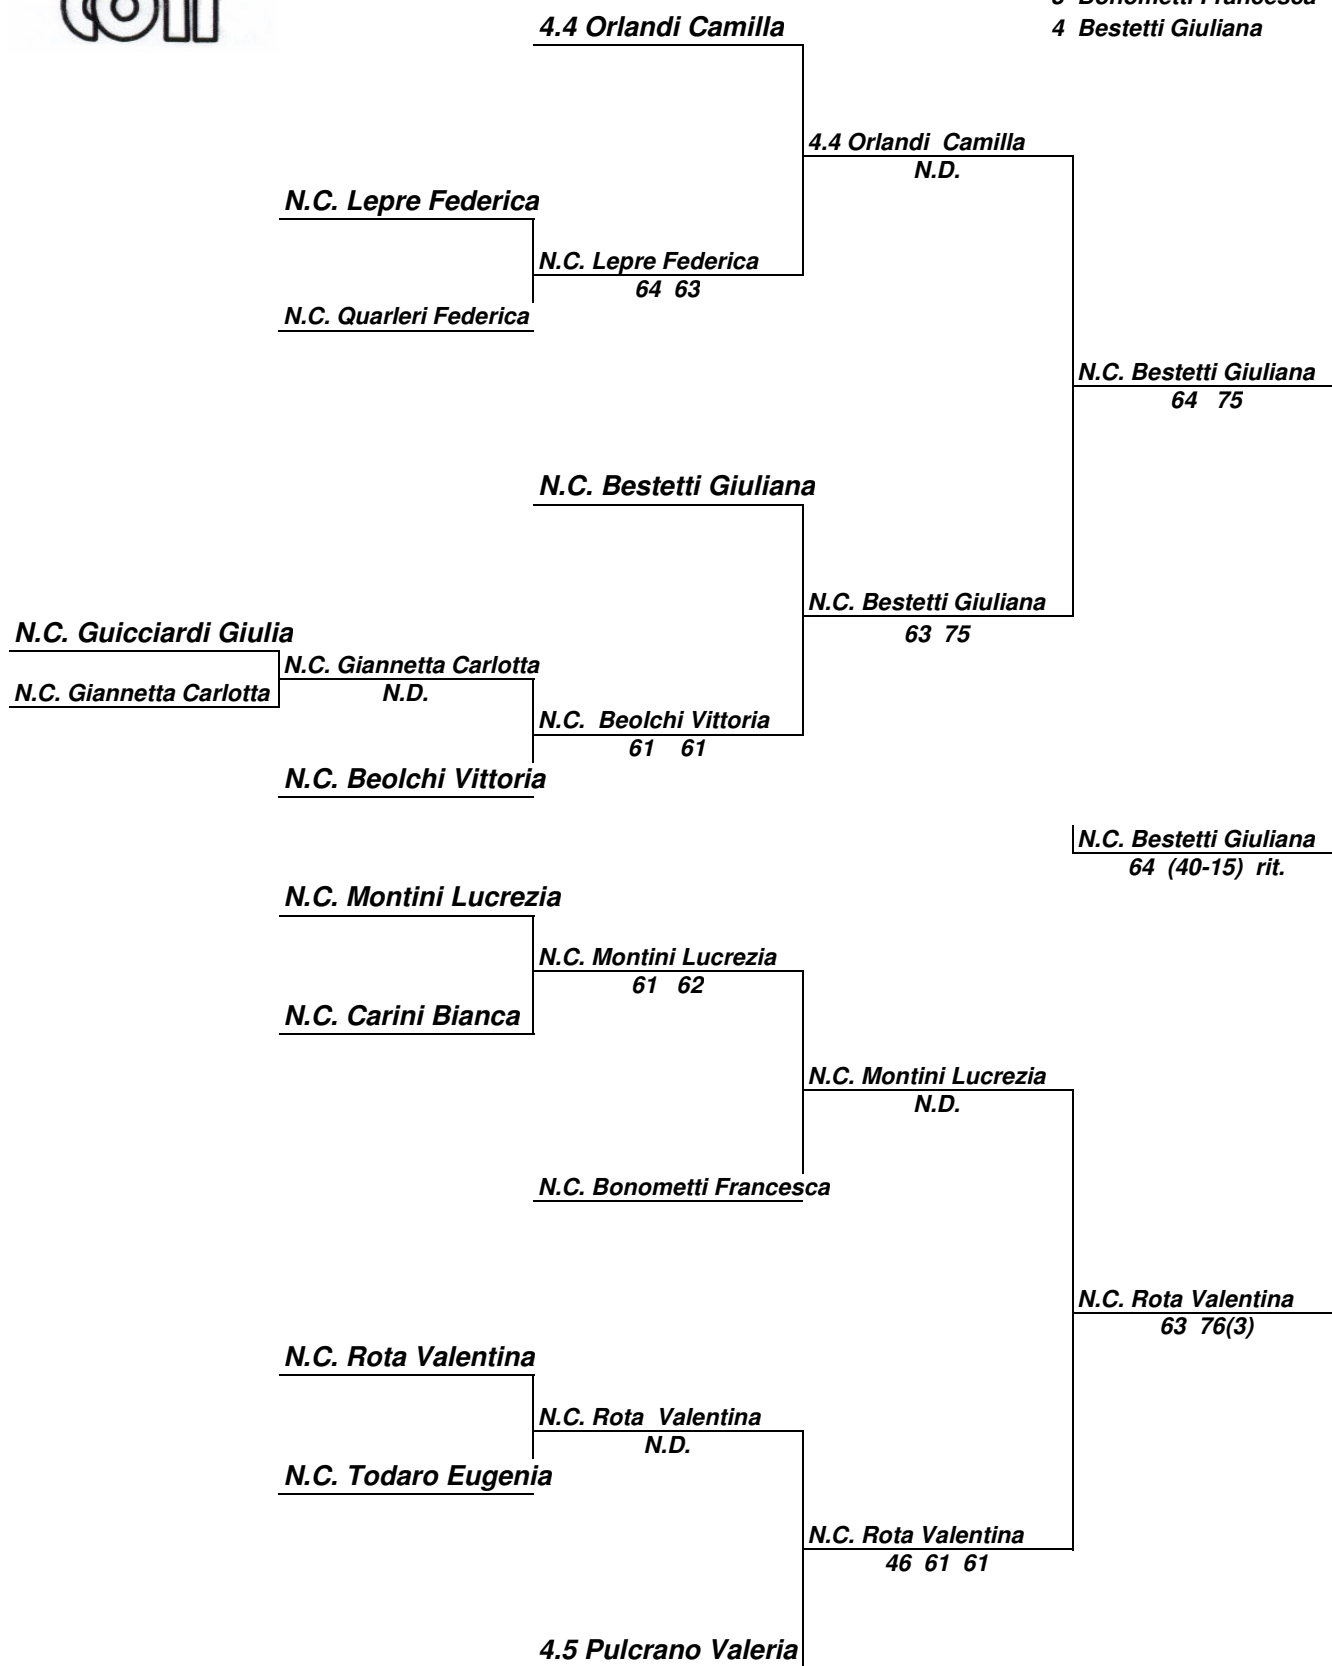 3 Bonometti Francesca
4.4 Orlandi Camilla
4 Bestetti Giuliana
4.4 Orlandi Camilla
N.D.
N.C. Lepre Federica
N.C. Lepre Federica
64 63
N.C. Quarleri Federica
N.C. Bestetti Giuliana
64 75
N.C. Bestetti Giuliana
N.C. Bestetti Giuliana
63 75
N.C. Guicciardi Giulia
N.C. Giannetta Carlotta
N.C. Giannetta Carlotta
N.D.
N.C. Beolchi Vittoria
61 61
N.C. Beolchi Vittoria
N.C. Bestetti Giuliana
64 (40-15) rit.
N.C. Montini Lucrezia
N.C. Montini Lucrezia
61 62
N.C. Carini Bianca
N.C. Montini Lucrezia
N.D.
N.C. Bonometti Francesca
N.C. Rota Valentina
63 76(3)
N.C. Rota Valentina
N.C. Rota Valentina
N.D.
N.C. Todaro Eugenia
N.C. Rota Valentina
46 61 61
4.5 Pulcrano Valeria